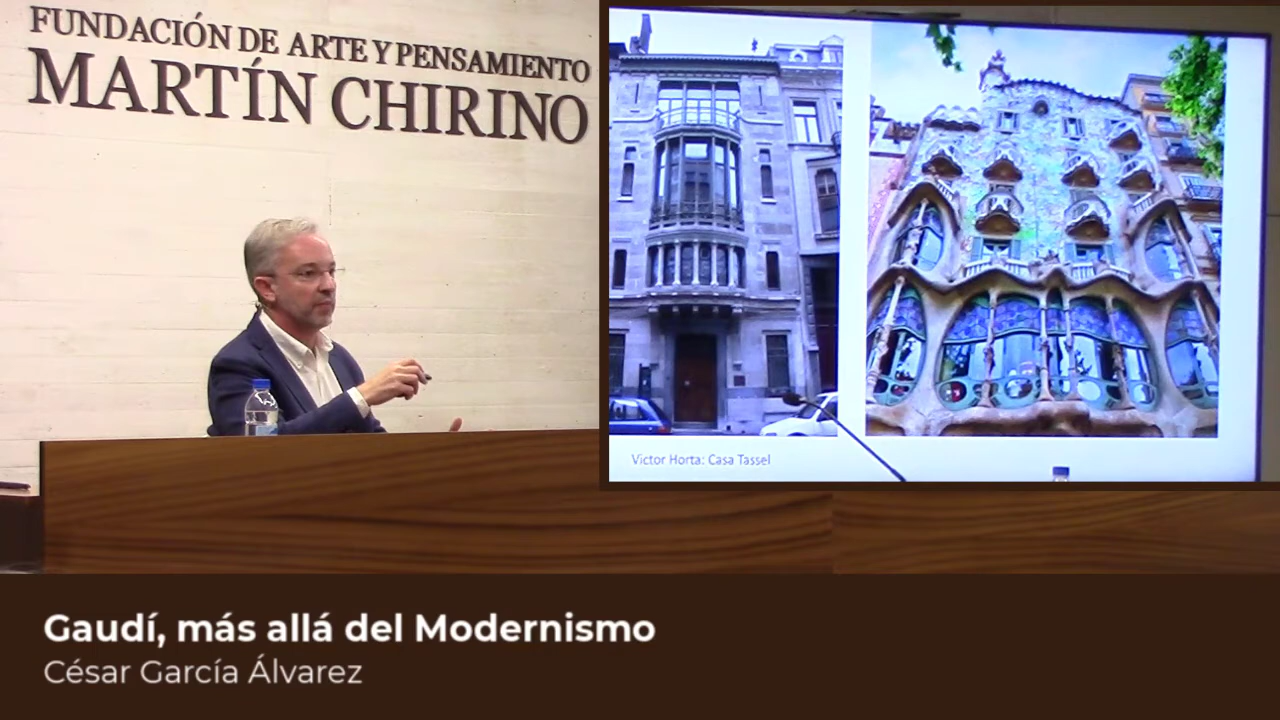 FUNDACIÓN DE ARTE Y PENSAMIENTO
MARTÍN CHIRINO
Victor Horta: Casa Tassel
Gaudí, más allá del Modernismo
César García Álvarez